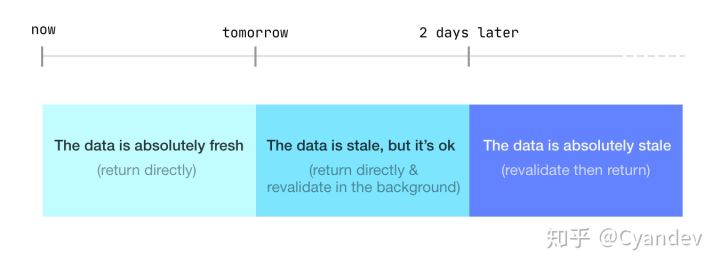 now
tomorrow
2 days later
The data is absolutely fresh
(return directly)
The data is stale, but it's ok
(return directly &
revalidate in the background)
The data is absolutely stale
(revalidate then return)
知乎 @Cyandev